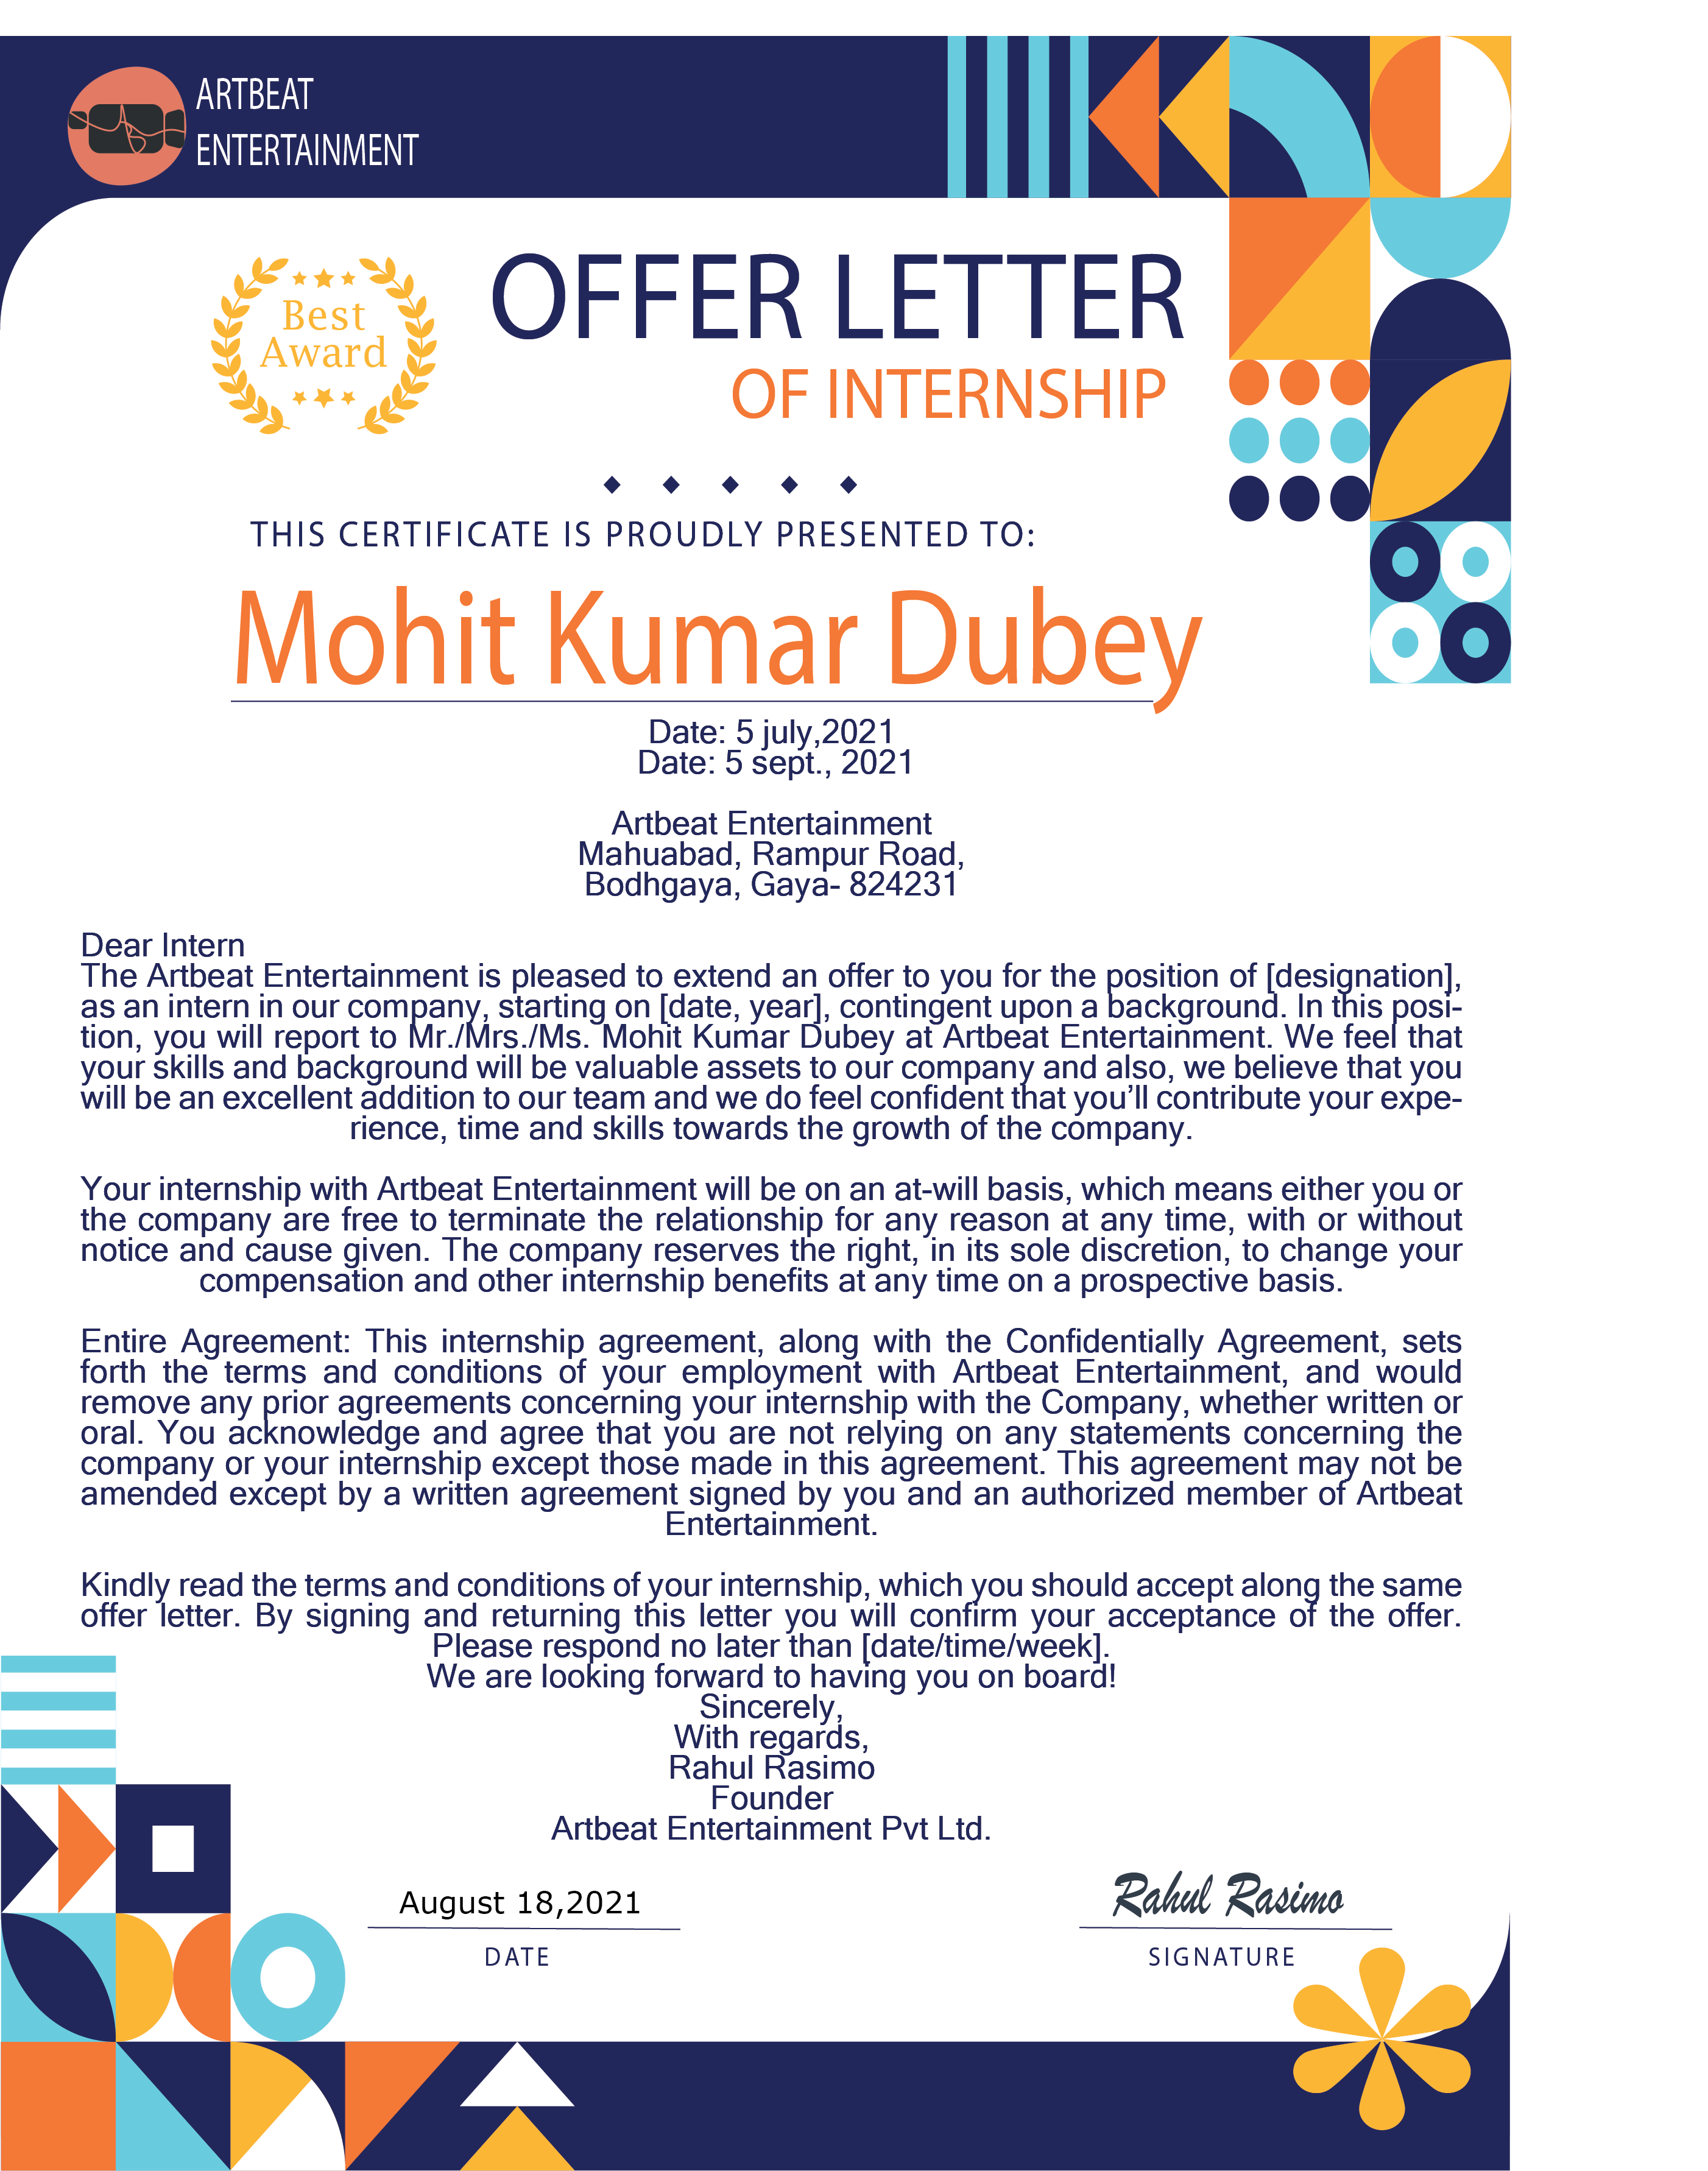 ARTBEAT
ENTERTAINMENT
Best
Award
OFFER LETTER
OF INTERNSHIP
THIS CERTIFICATE IS PROUDLY PRESENTED TO:
Mohit Kumar Dubey
Date: 5 july,2021
Date: 5 sept., 2021
Artbeat Entertainment
Mahuabad, Rampur Road,
Bodhgaya, Gaya- 824231
Dear Intern
The Artbeat Entertainment is pleased to extend an offer to you for the position of [designation],
as an intern in our company, starting on [date, year], contingent upon a background. In this posi-
tion, you will report to Mr./Mrs./Ms. Mohit Kumar Dubey at Artbeat Entertainment. We feel that
your skills and background will be valuable assets to our company and also, we believe that you
will be an excellent addition to our team and we do feel confident that you’ll contribute your expe-
rience, time and skills towards the growth of the company.
Your internship with Artbeat Entertainment will be on an at-will basis, which means either you or
the company are free to terminate the relationship for any reason at any time, with or without
notice and cause given. The company reserves the right, in its sole discretion, to change your
compensation and other internship benefits at any time on a prospective basis.
Entire Agreement: This internship agreement, along with the Confidentially Agreement, sets
forth the terms and conditions of your employment with Artbeat Entertainment, and would
remove any prior agreements concerning your internship with the Company, whether written or
oral. You acknowledge and agree that you are not relying on any statements concerning the
company or your internship except those made in this agreement. This agreement may not be
amended except by a written agreement signed by you and an authorized member of Artbeat
Entertainment.
Kindly read the terms and conditions of your internship, which you should accept along the same
offer letter. By signing and returning this letter you will confirm your acceptance of the offer.
Please respond no later than [date/time/week].
We are looking forward to having you on board!
Sincerely,
With regards,
Rahul Rasimo
Founder
Artbeat Entertainment Pvt Ltd.
August 18,2021
Rahul Rasimo
DATE
SIGNATURE